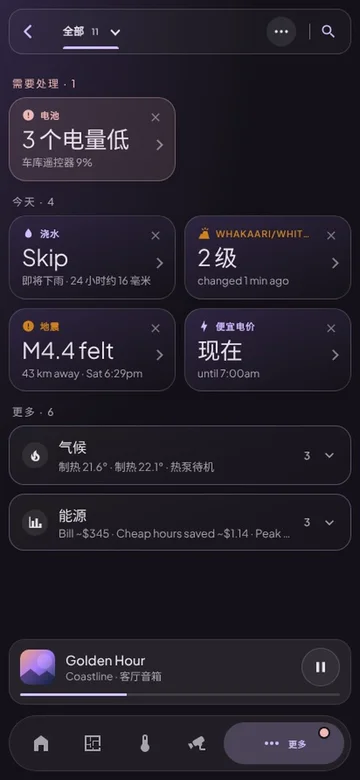 全部 11
需要处理 · 1
电池
3 个电量低
车库遥控器 9%
今天 · 4
浇水
Skip
即将下雨 · 24 小时约 16 毫米
WHAKAARI/WHIT…
2 级
changed 1 min ago
地震
M4.4 felt
43 km away · Sat 6:29pm
便宜电价
现在
until 7:00am
更多 · 6
气候
制热 21.6° · 制热 22.1° · 热泵待机
3
能源
Bill ~$345 · Cheap hours saved ~$1.14 · Peak …
3
Golden Hour
Coastline · 客厅音箱
更多